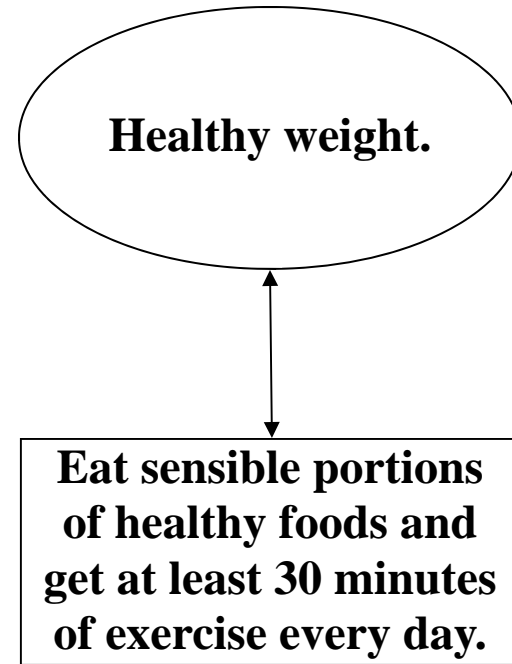 Healthy weight.
Eat sensible portions
of healthy foods and
get at least 30 minutes
of exercise every day.